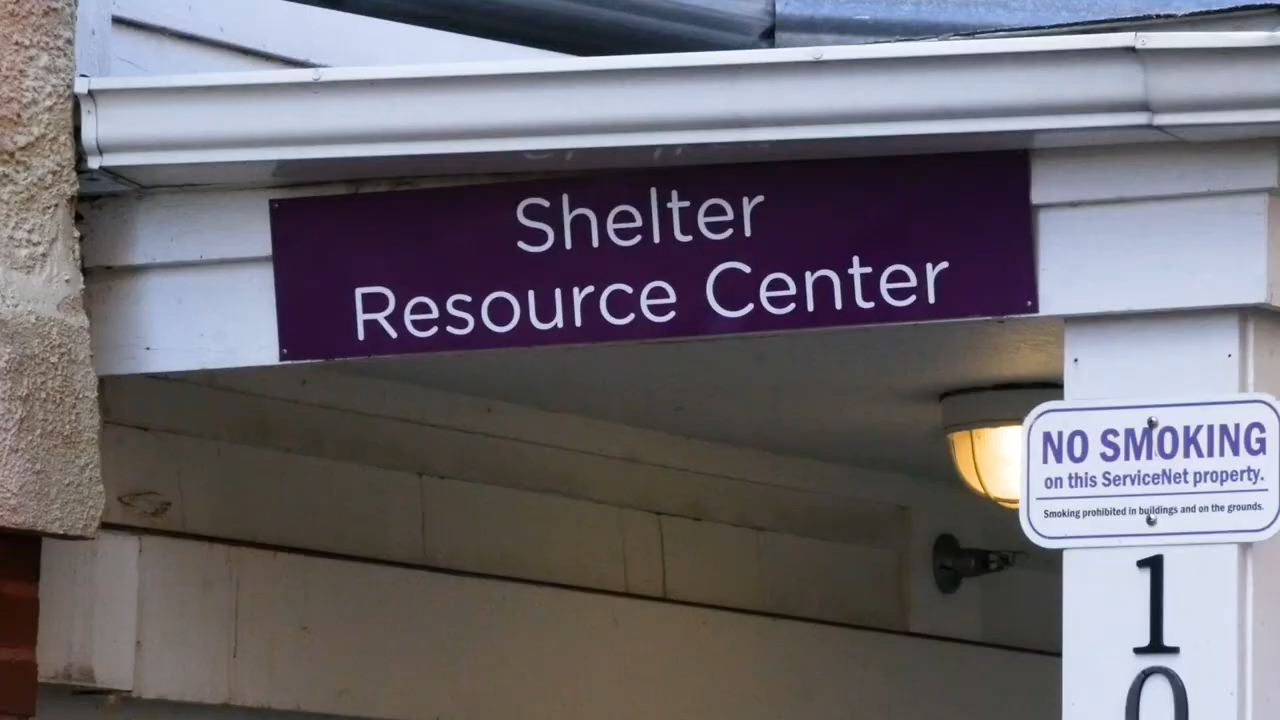 Shelter
Resource Center
NO SMOKING
on this ServiceNet property.
Smoking prohibited in buildings and on the grounds.
1
0